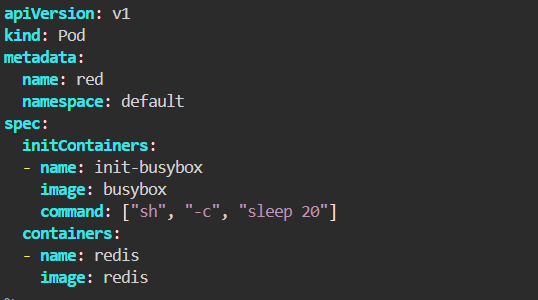 apiVersion: v1
kind: Pod
metadata:
  name: red
  namespace: default
spec:
  initContainers:
  - name: init-busybox
    image: busybox
    command: ["sh", "-c", "sleep 20"]
  containers:
  - name: redis
    image: redis